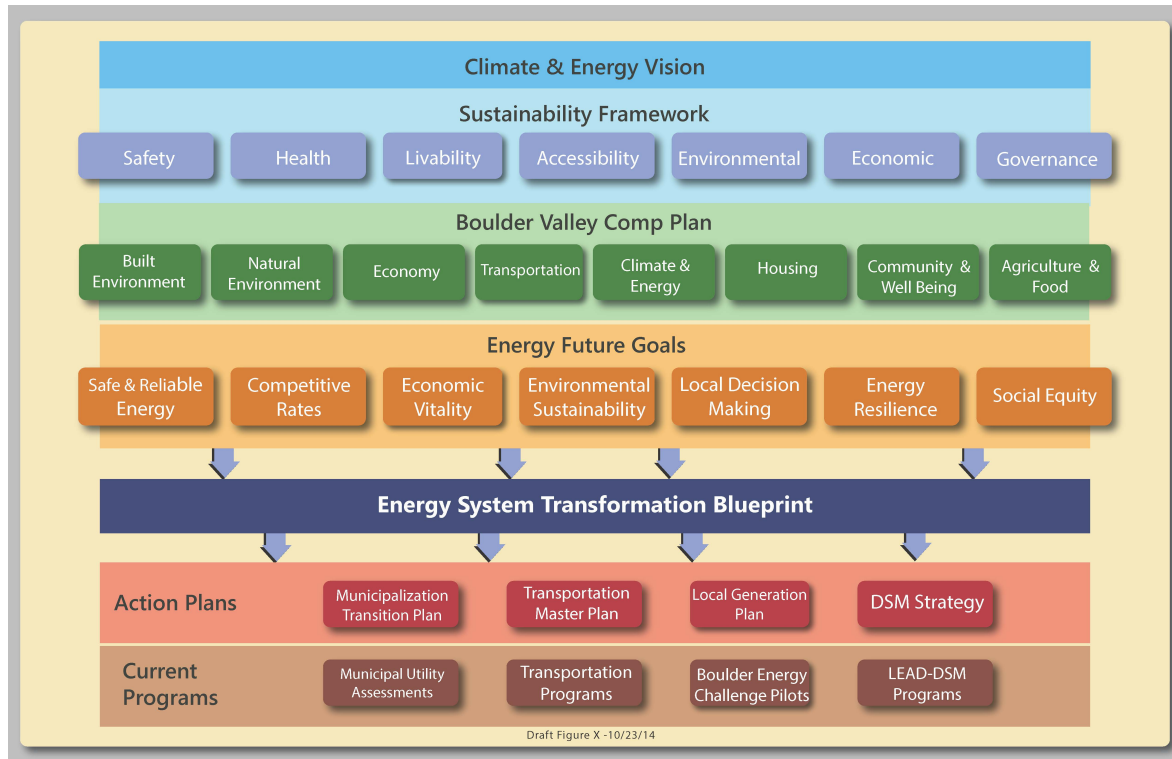 Climate & Energy Vision
Sustainability Framework
Safety
Health
Livability
Accessibility
Environmental
Economic
Governance
Boulder Valley Comp Plan
Built
Environment
Natural
Environment
Economy
Transportation
Climate &
Energy
Housing
Community &
Well Being
Agriculture &
Food
Energy Future Goals
Safe & Reliable
Energy
Competitive
Rates
Economic
Vitality
Environmental
Sustainability
Local Decision
Making
Energy
Resilience
Social Equity
Energy System Transformation Blueprint
Action Plans
Municipalization
Transition Plan
Transportation
Master Plan
Local Generation
Plan
DSM Strategy
Current
Programs
Municipal Utility
Assessments
Transportation
Programs
Boulder Energy
Challenge Pilots
LEAD-DSM
Programs
Draft Figure X -10/23/14